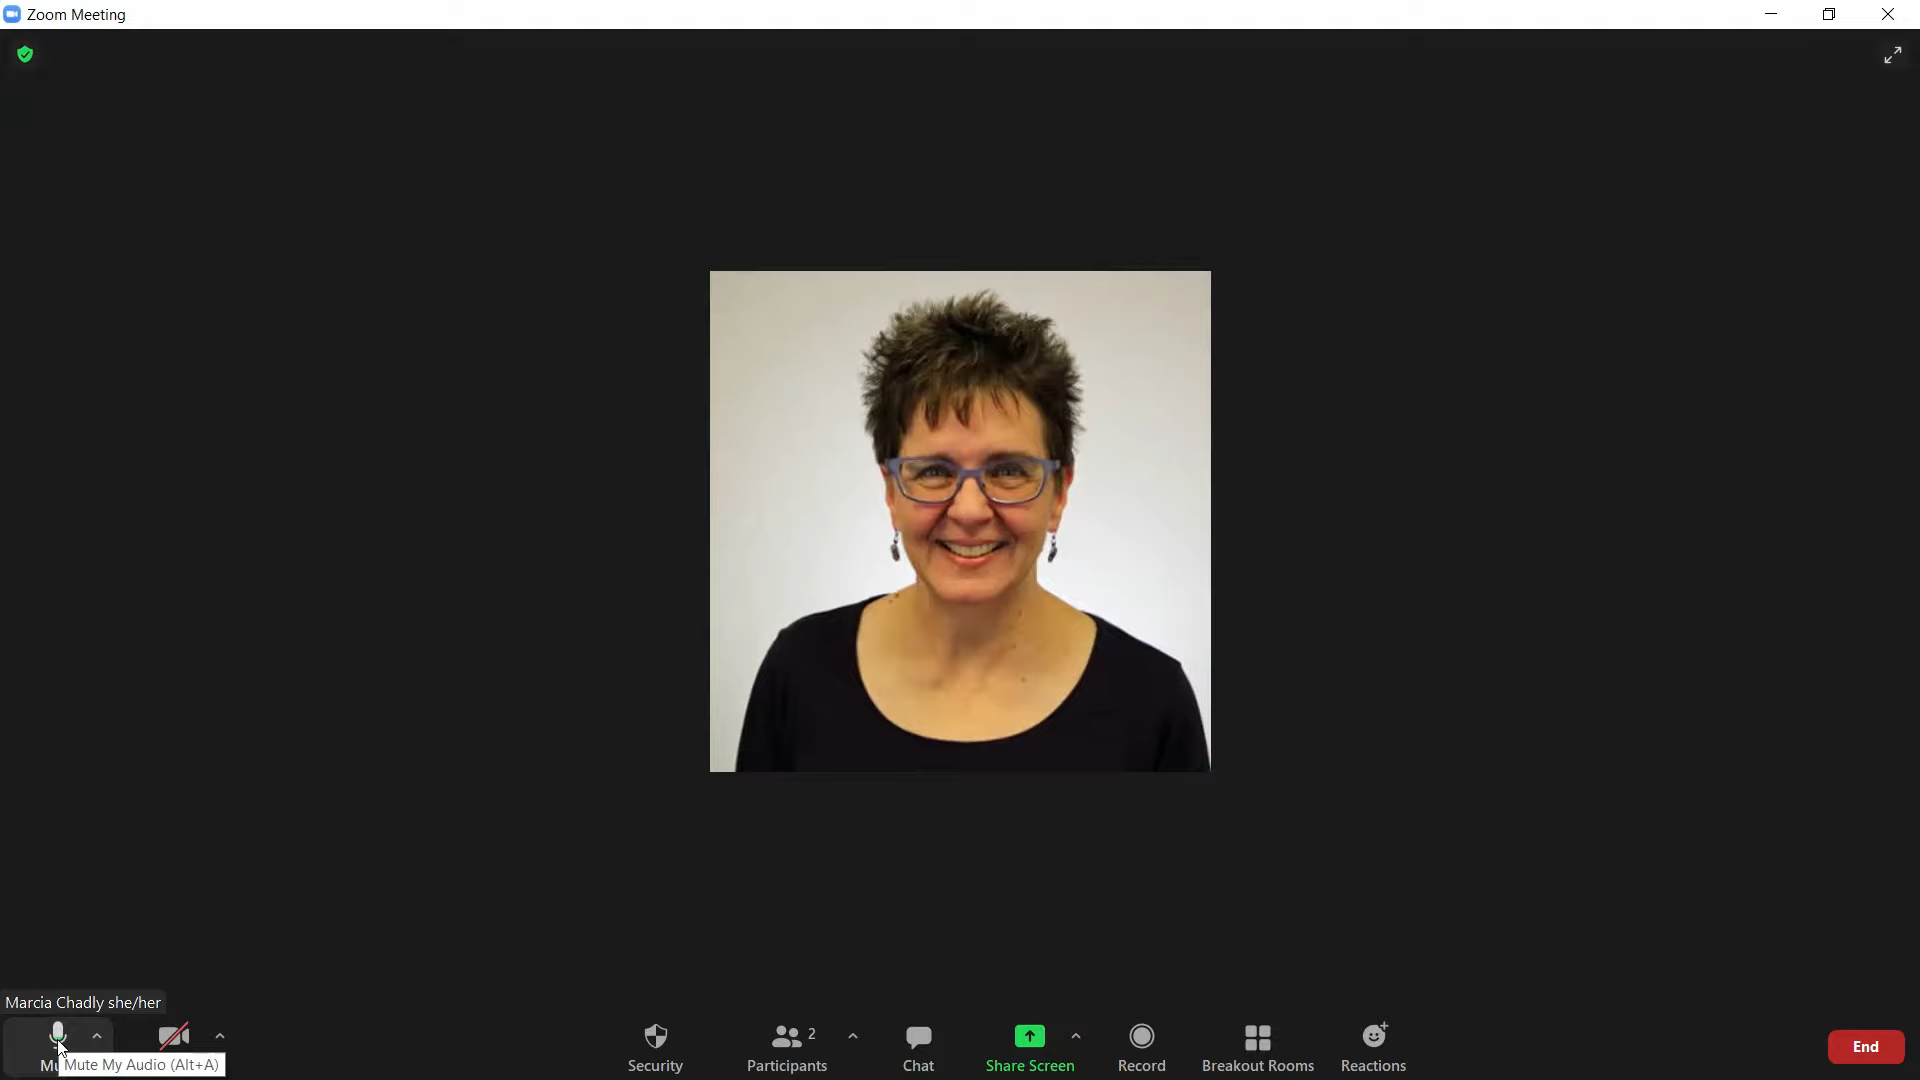 Zoom Meeting
Marcia Chadly she/her
Mute My Audio (Alt+A)
2
Security
Participants
Chat
Share Screen
Record
Breakout Rooms
Reactions
End